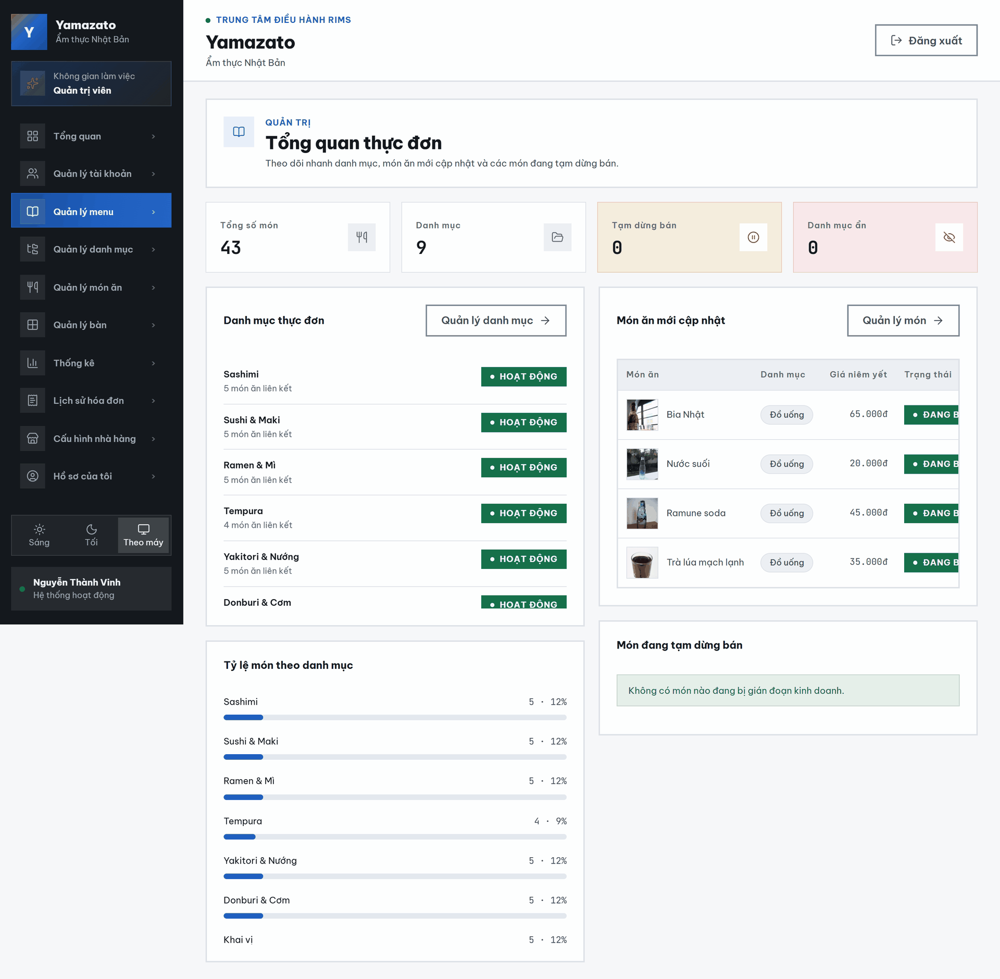 Y
Yamazato
Ẩm thực Nhật Bản
Không gian làm việc
Quản trị viên
Tổng quan
Quản lý tài khoản
Quản lý menu
Quản lý danh mục
Quản lý món ăn
Quản lý bàn
Thống kê
Lịch sử hóa đơn
Cấu hình nhà hàng
Hồ sơ của tôi
Sáng
Tối
Theo máy
Nguyễn Thành Vinh
Hệ thống hoạt động
TRUNG TÂM ĐIỀU HÀNH RIMS
Yamazato
Ẩm thực Nhật Bản
Đăng xuất
QUẢN TRỊ
Tổng quan thực đơn
Theo dõi nhanh danh mục, món ăn mới cập nhật và các món đang tạm dừng bán.
Tổng số món
43
Danh mục
9
Tạm dừng bán
0
Danh mục ẩn
0
Danh mục thực đơn
Quản lý danh mục
Sashimi
5 món ăn liên kết
HOẠT ĐỘNG
Sushi & Maki
5 món ăn liên kết
HOẠT ĐỘNG
Ramen & Mì
5 món ăn liên kết
HOẠT ĐỘNG
Tempura
4 món ăn liên kết
HOẠT ĐỘNG
Yakitori & Nướng
5 món ăn liên kết
HOẠT ĐỘNG
Donburi & Cơm
HOẠT ĐỘNG
Tỷ lệ món theo danh mục
Sashimi 5 · 12%
Sushi & Maki 5 · 12%
Ramen & Mì 5 · 12%
Tempura 4 · 9%
Yakitori & Nướng 5 · 12%
Donburi & Cơm 5 · 12%
Khai vị 5 · 12%
Món ăn mới cập nhật
Quản lý món
Món ăn Danh mục Giá niêm yết Trạng thái
Bia Nhật Đồ uống 65.000đ ĐANG B
Nước suối Đồ uống 20.000đ ĐANG B
Ramune soda Đồ uống 45.000đ ĐANG B
Trà lúa mạch lạnh Đồ uống 35.000đ ĐANG B
Món đang tạm dừng bán
Không có món nào đang bị gián đoạn kinh doanh.